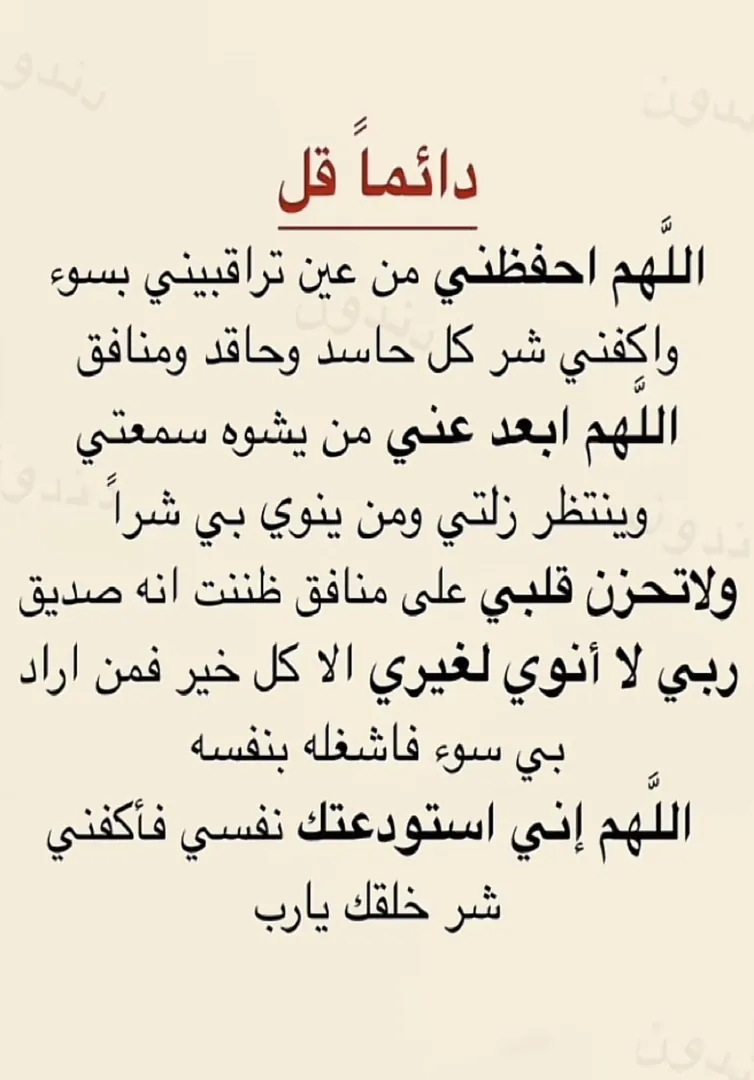 دائماً قل
اللَّهم احفظني من عين تراقبيني بسوء
واكفني شر كل حاسد وحاقد ومنافق
اللَّهم ابعد عني من يشوه سمعتي
وينتظر زلتي ومن ينوي بي شراً
ولاتحزن قلبي على منافق ظننت انه صديق
ربي لا أنوي لغيري الا كل خير فمن اراد
بي سوء فاشغله بنفسه
اللَّهم إني استودعتك نفسي فأكفني
شر خلقك يارب